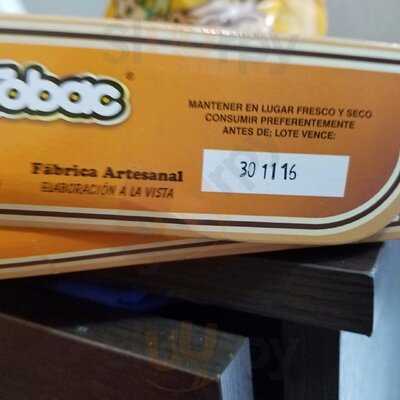 MANTENER EN LUGAR FRESCO Y SECO
CONSUMIR PREFERENTEMENTE
ANTES DE; LOTE VENCE:
30 11 16
Fábrica Artesanal
ELABORACIÓN A LA VISTA